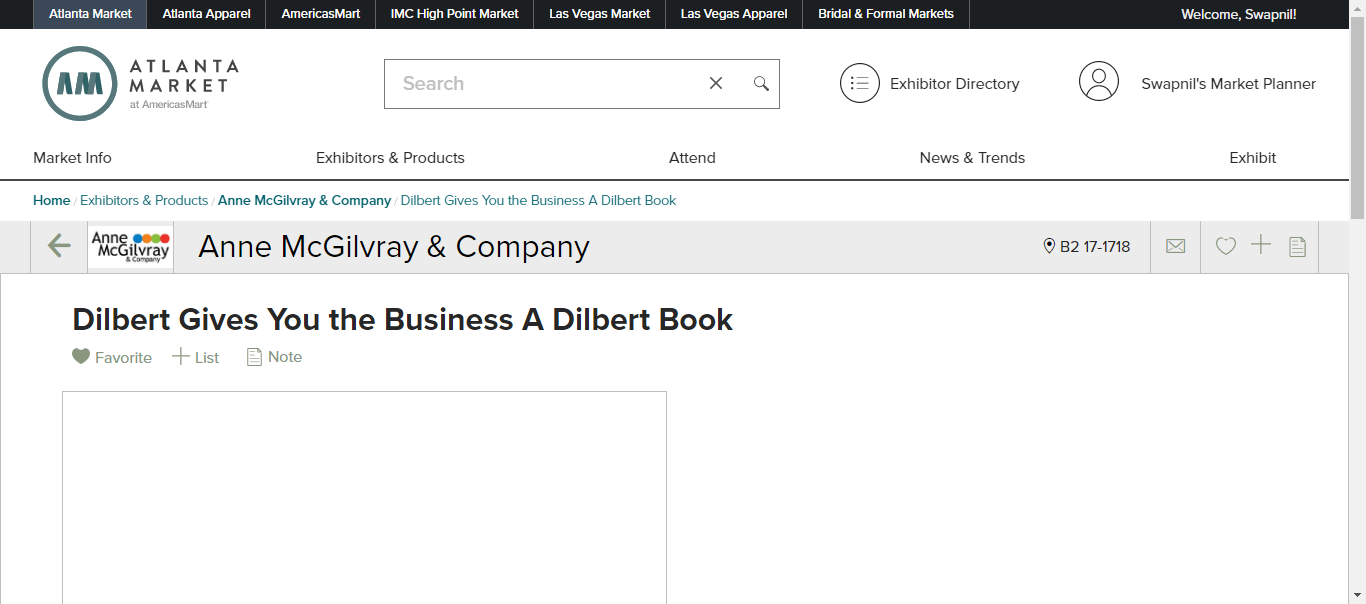 Atlanta Market Atlanta Apparel AmericasMart IMC High Point Market Las Vegas Market Las Vegas Apparel Bridal & Formal Markets Welcome, Swapnil!
AM ATLANTA
MARKET
at AmericasMart
Search
Exhibitor Directory
Swapnil's Market Planner
Market Info Exhibitors & Products Attend News & Trends Exhibit
Home / Exhibitors & Products / Anne McGilvray & Company / Dilbert Gives You the Business A Dilbert Book
Anne
McGilvray
& Company
Anne McGilvray & Company
B2 17-1718
Dilbert Gives You the Business A Dilbert Book
Favorite List Note